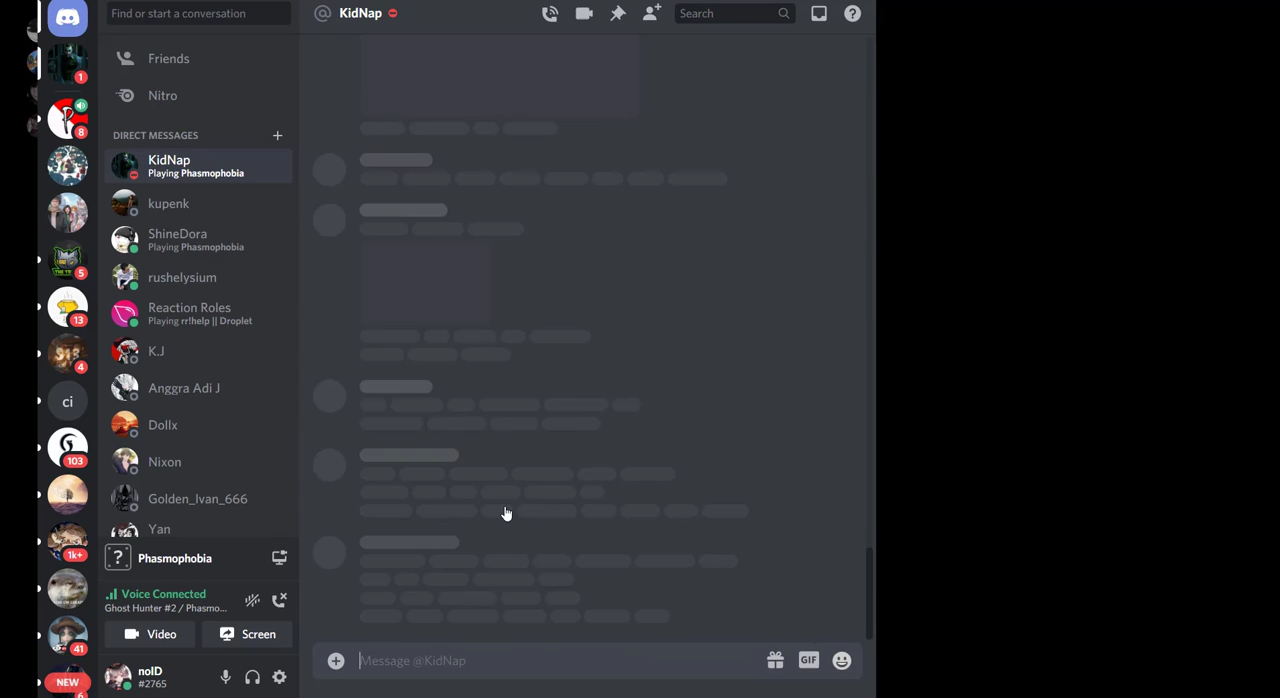 Find or start a conversation
Friends
Nitro
DIRECT MESSAGES
KidNap
Playing Phasmophobia
kupenk
ShineDora
Playing Phasmophobia
rushelysium
Reaction Roles
Playing rr!help || Droplet
K.J
Anggra Adi J
Dollx
Nixon
Golden_Ivan_666
Yan
Phasmophobia
Voice Connected
Ghost Hunter #2 / Phasmo...
Video
Screen
noID
#2765
1
8
5
13
4
ci
103
1k+
41
NEW
KidNap
Search
Message @KidNap
GIF